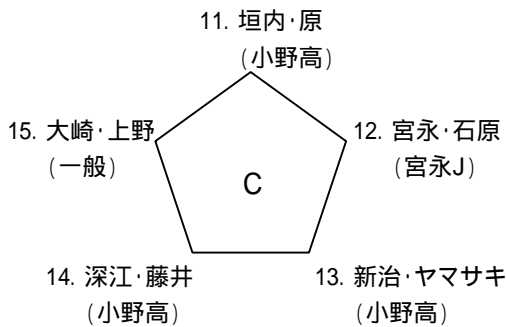 11. 垣内･原
(小野高)
15. 大崎･上野
(一般)
12. 宮永･石原
(宮永J)
C
14. 深江･藤井
(小野高)
13. 新治･ヤマサキ
(小野高)